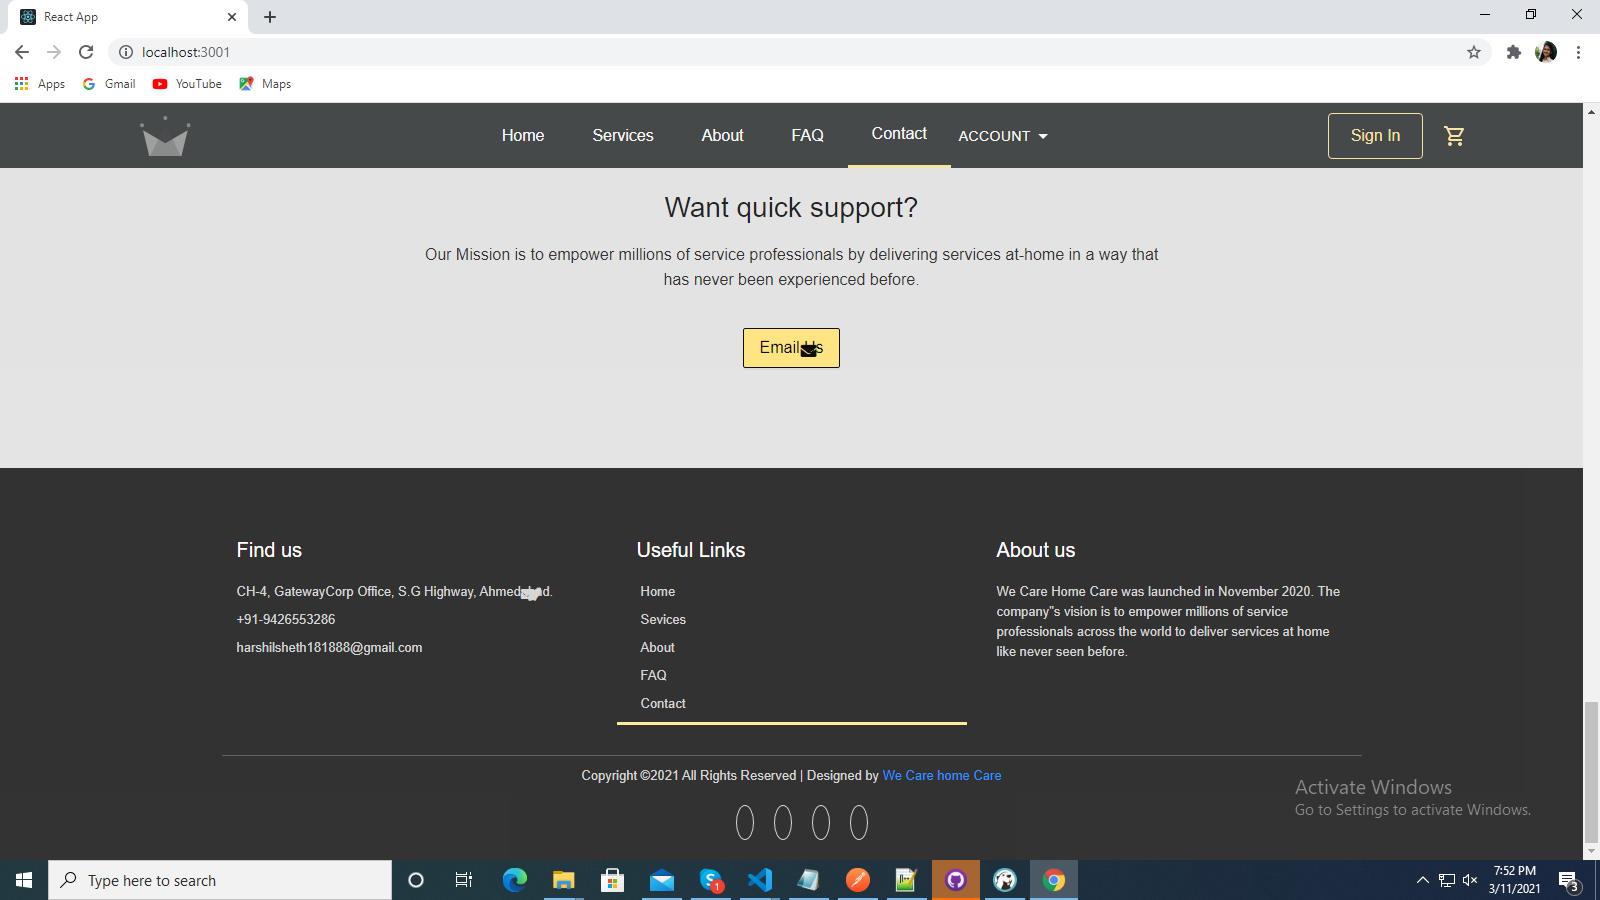 React App
localhost:3001
Apps Gmail YouTube Maps
Home Services About FAQ Contact ACCOUNT Sign In
Want quick support?
Our Mission is to empower millions of service professionals by delivering services at-home in a way that
has never been experienced before.
Email Us
Find us
CH-4, GatewayCorp Office, S.G Highway,
+91-9426553286
harshilsheth181888@gmail.com
Useful Links
Home
Sevices
About
FAQ
Contact
About us
We Care Home Care was launched in November 2020. The
company"s vision is to empower millions of service
professionals across the world to deliver services at home
like never seen before.
Copyright ©2021 All Rights Reserved | Designed by We Care home Care
Activate Windows
Go to Settings to activate Windows.
Type here to search
1
7:52 PM
3/11/2021
3